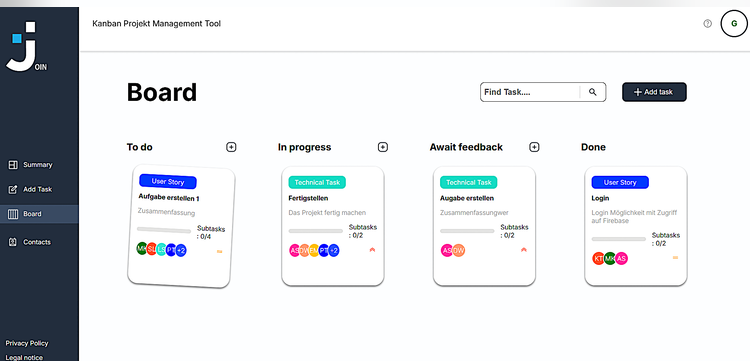 Kanban Projekt Management Tool
G
JOIN
Board
Find Task....
Add task
Summary
Add Task
Board
Contacts
Privacy Policy
Legal notice
To do
In progress
Await feedback
Done
User Story
Aufgabe erstellen 1
Zusammenfassung
Subtasks
: 0/4
MK
SL
LS
PT
+2
Technical Task
Fertigstellen
Das Projekt fertig machen
Subtasks
: 0/2
AS
DW
EM
PT
+2
Technical Task
Augabe erstellen
Zusammenfassungwer
Subtasks
: 0/2
AS
DW
User Story
Login
Login Möglichkeit mit Zugriff
auf Firebase
Subtasks
: 0/2
KT
MK
AS